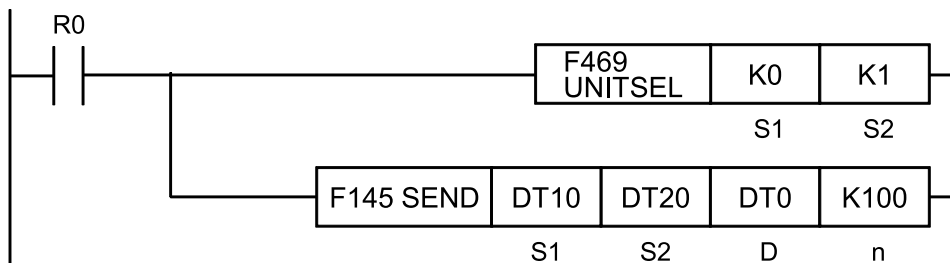 R0
F469 UNITSEL K0 K1
S1 S2
F145 SEND DT10 DT20 DT0 K100
S1 S2 D n